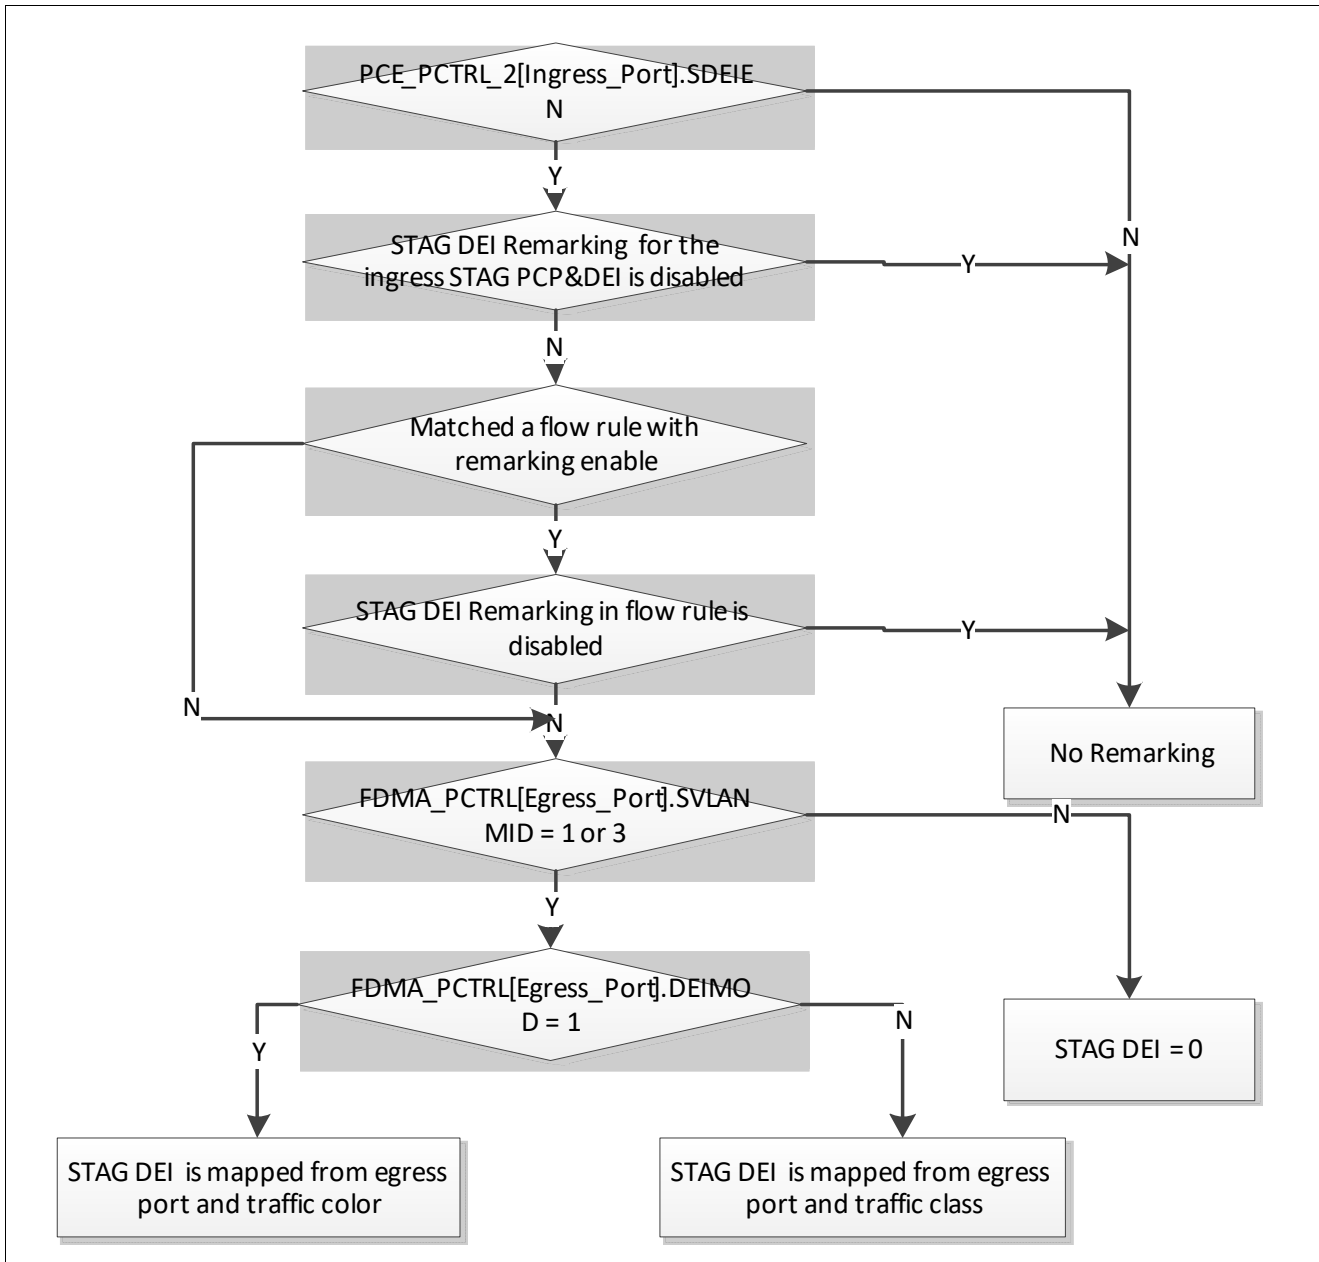 PCE_PCTRL_2[Ingress_Port].SDEIE
N
Y
N
STAG DEI Remarking for the
ingress STAG PCP&DEI is disabled
Y
N
Matched a flow rule with
remarking enable
Y
STAG DEI Remarking in flow rule is
disabled
Y
N
N
No Remarking
FDMA_PCTRL[Egress_Port].SVLAN
MID = 1 or 3
N
Y
FDMA_PCTRL[Egress_Port].DEIMO
D = 1
N
Y
STAG DEI = 0
STAG DEI is mapped from egress
port and traffic color
STAG DEI is mapped from egress
port and traffic class